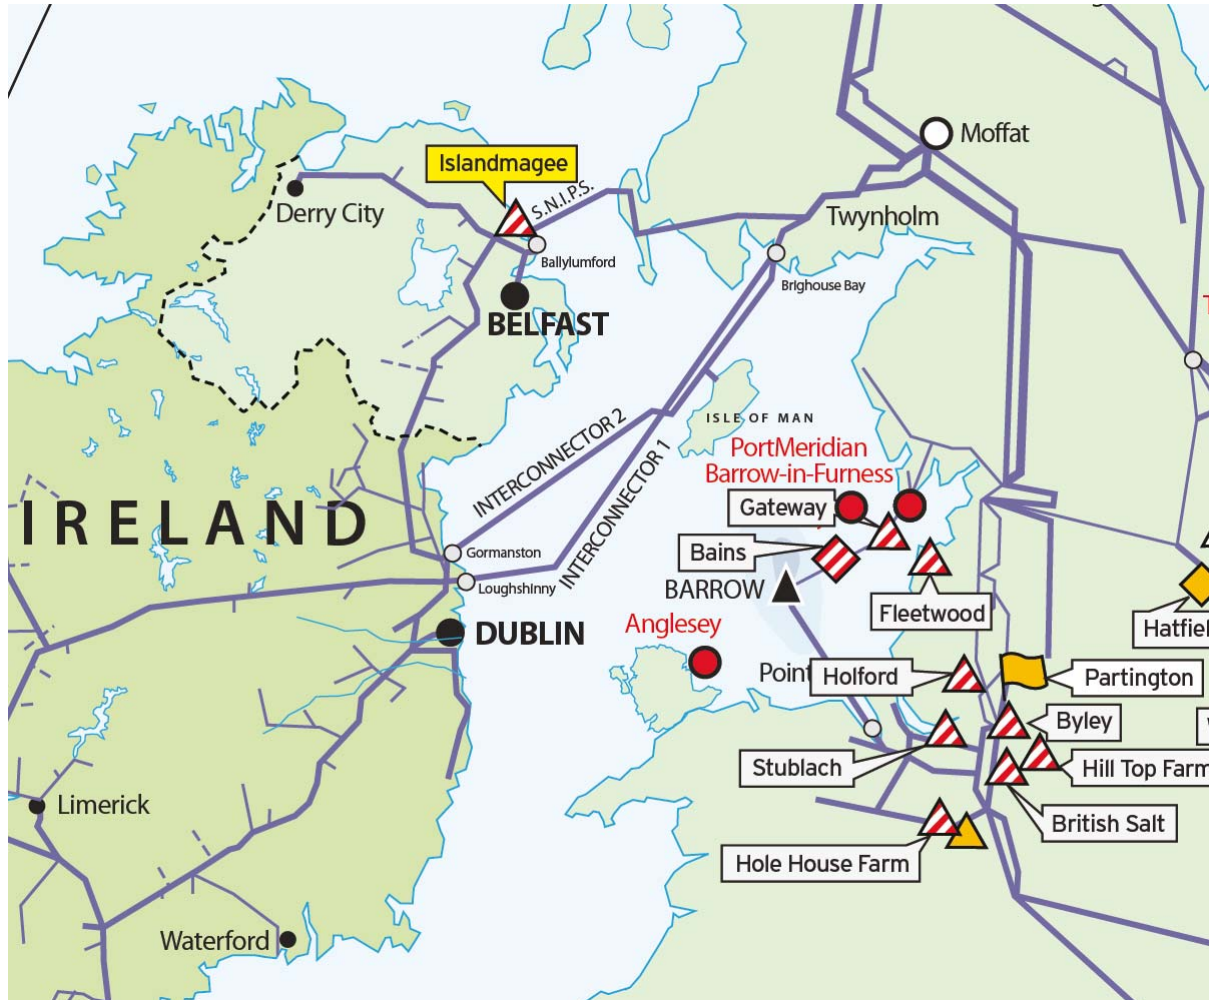 Moffat
Islandmagee
S.N.I.P.S.
Derry City
Twynholm
Ballylumford
Brighouse Bay
BELFAST
INTERCONNECTOR 2
ISLE OF MAN
PortMeridian
Barrow-in-Furness
INTERCONNECTOR 1
IRELAND
Gateway
Gormanston
Bains
Loughshinny
BARROW
Fleetwood
DUBLIN
Anglesey
Holford
Partington
Byley
Stublach
Hill Top Farm
Limerick
British Salt
Hole House Farm
Waterford